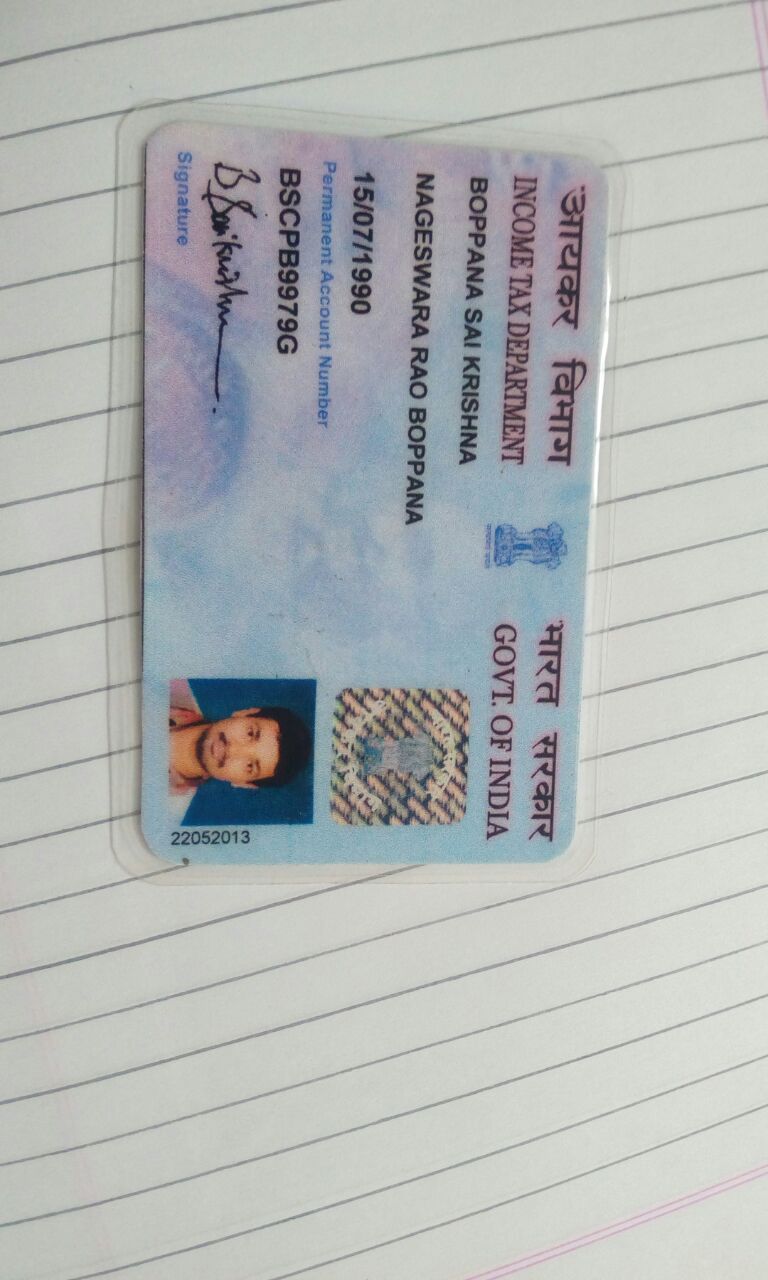 आयकर विभाग
INCOME TAX DEPARTMENT
भारत सरकार
GOVT. OF INDIA
BOPPANA SAI KRISHNA
NAGESWARA RAO BOPPANA
15/07/1990
Permanent Account Number
BSCPB9979G
B Saikrishna
Signature
22052013